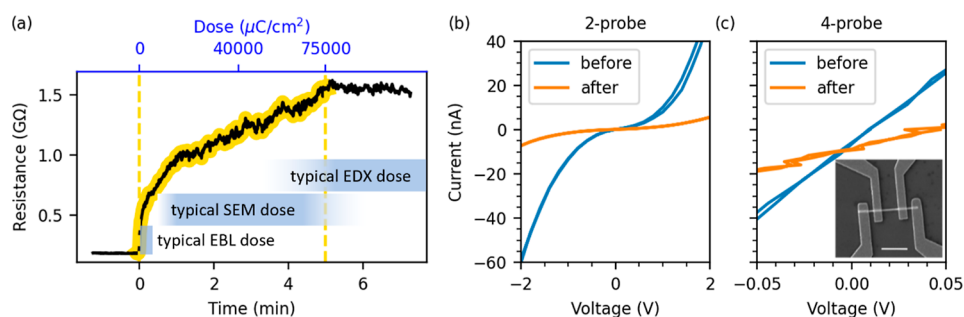 (a)
Dose (μC/cm²)
0 40000 75000
Resistance (GΩ)
1.5
1.0
0.5
typical EDX dose
typical SEM dose
typical EBL dose
0 2 4 6
Time (min)
(b)
2-probe
before
after
Current (nA)
40
20
0
−20
−40
−60
−2 0 2
Voltage (V)
(c)
4-probe
before
after
−0.05 0.00 0.05
Voltage (V)